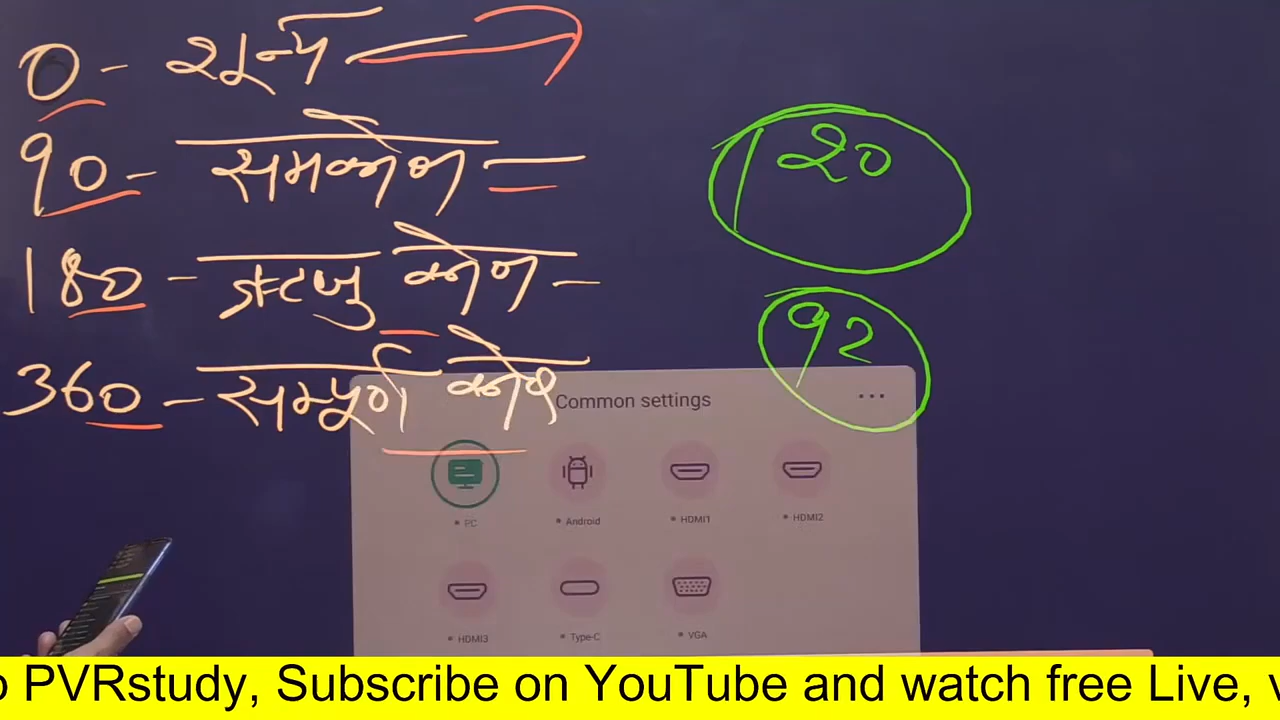 0 - शून्य
90 - समकोण
180 - ऋजु कोण -
360 - सम्पूर्ण कोण
120
92
Common settings
PC Android HDMI1 HDMI2
HDMI3 Type-C VGA
o PVRstudy, Subscribe on YouTube and watch free Live, v